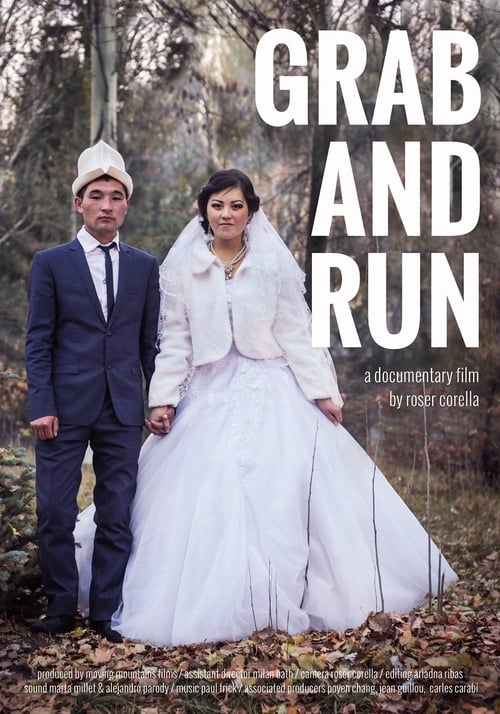 GRAB
AND
RUN
a documentary film
by roser corella
produced by moving mountains films / assistant director milan bath / camera roser corella / editing ariadna ribas
sound marta millet & alejandro parody / music paul frick / associated producers poyen chang, jean guillou, carles carabí